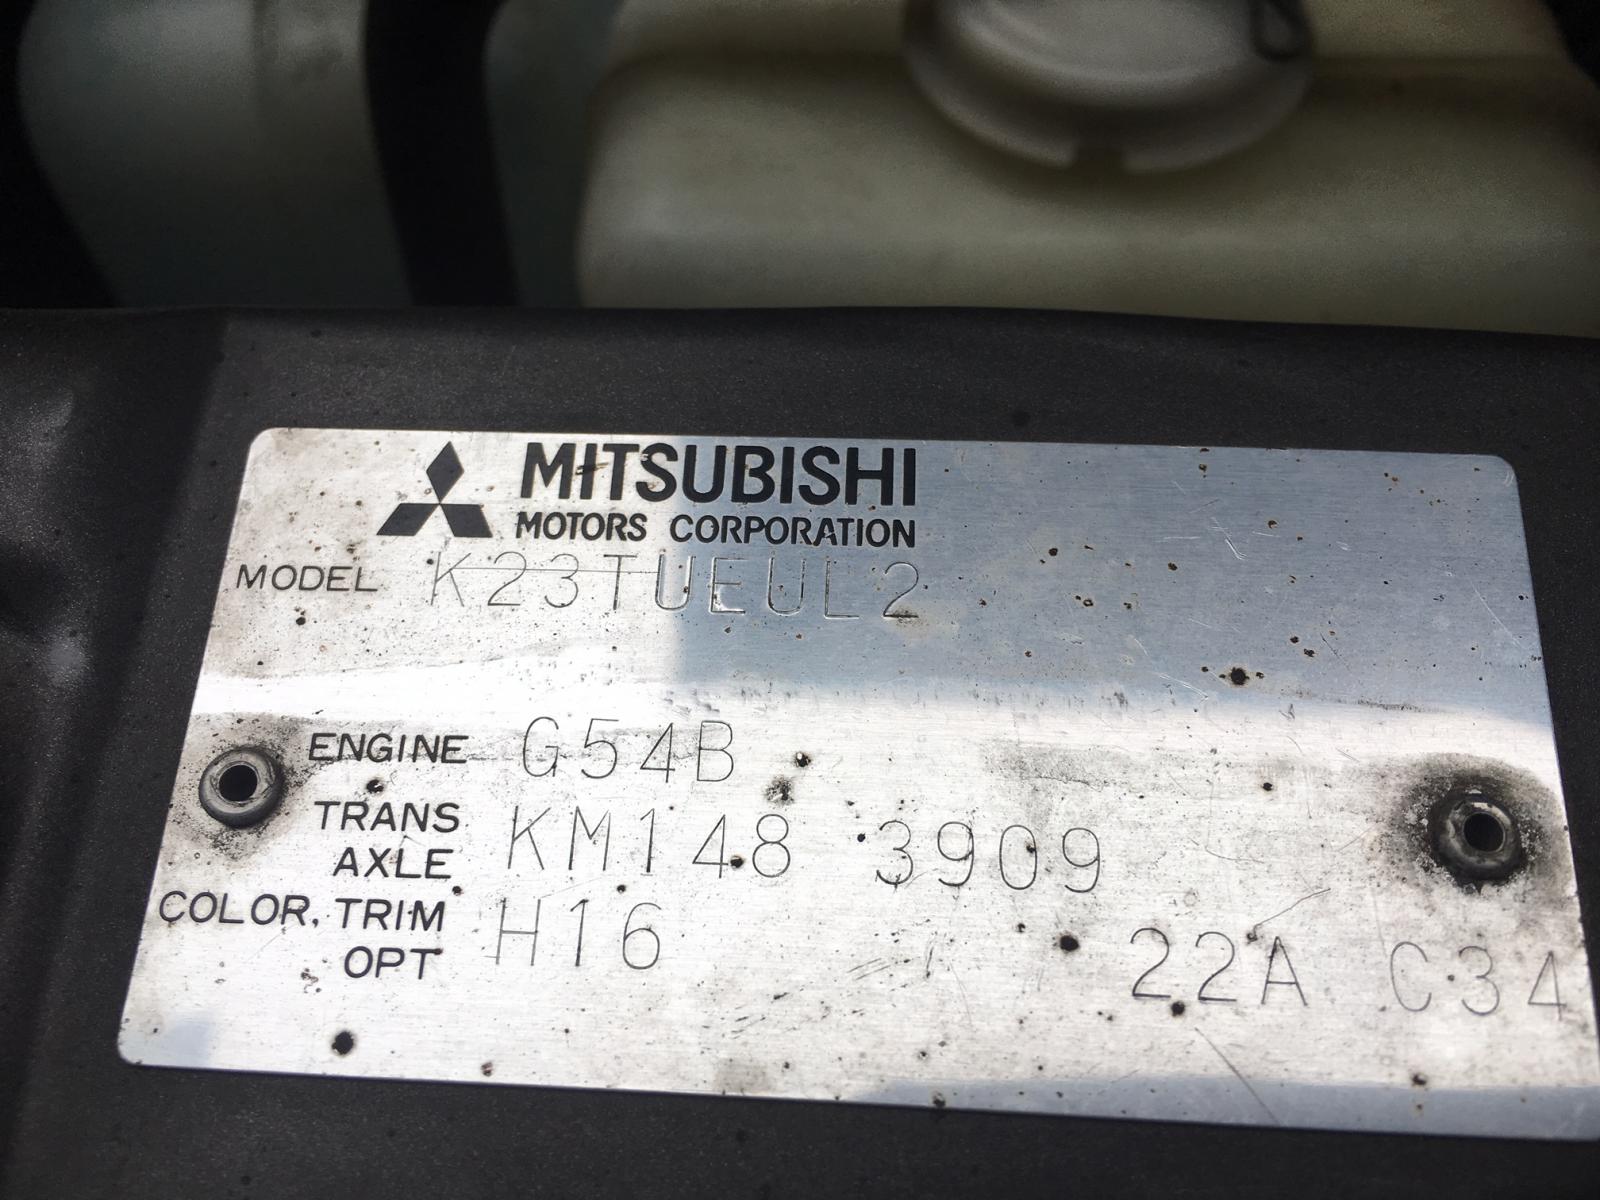 MITSUBISHI
MOTORS CORPORATION
MODEL K23TUEUL2
ENGINE G54B
TRANS
AXLE KM148 3909
COLOR, TRIM
OPT H16 22A C34